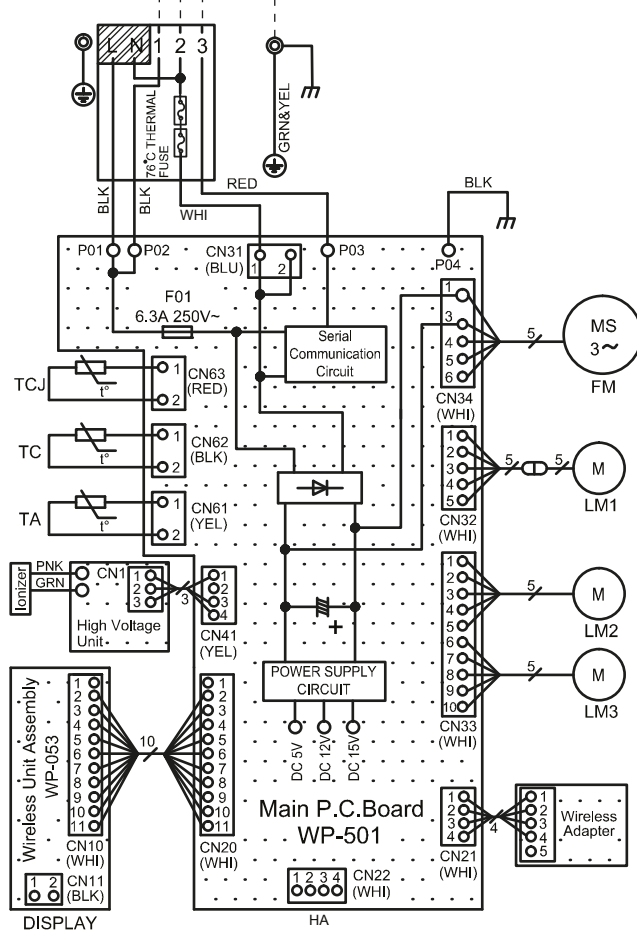 L N 1 2 3
76°C THERMAL
FUSE
GRN&YEL
BLK
BLK
WHI
RED
BLK
P01
P02
CN31
(BLU)
1 2
P03
P04
F01
6.3A 250V~
Serial
Communication
Circuit
1
3
4
5
6
CN34
(WHI)
5
MS
3~
FM
TCJ
t°
1
2
CN63
(RED)
TC
t°
1
2
CN62
(BLK)
TA
t°
1
2
CN61
(YEL)
1
2
3
4
5
CN32
(WHI)
5
5
M
LM1
Ionizer
PNK
GRN
CN1
1
2
3
High Voltage
Unit
3
1
2
3
4
CN41
(YEL)
+
POWER SUPPLY
CIRCUIT
DC 5V
DC 12V
DC 15V
1
2
3
4
5
6
7
8
9
10
CN33
(WHI)
5
M
LM2
5
M
LM3
Wireless Unit Assembly
WP-053
1
2
3
4
5
6
7
8
9
10
11
CN10
(WHI)
10
1
2
3
4
5
6
7
8
9
10
11
CN20
(WHI)
1 2
CN11
(BLK)
DISPLAY
Main P.C.Board
WP-501
1 2 3 4
CN22
(WHI)
HA
1
2
3
4
CN21
(WHI)
4
1
2
3
4
5
Wireless
Adapter